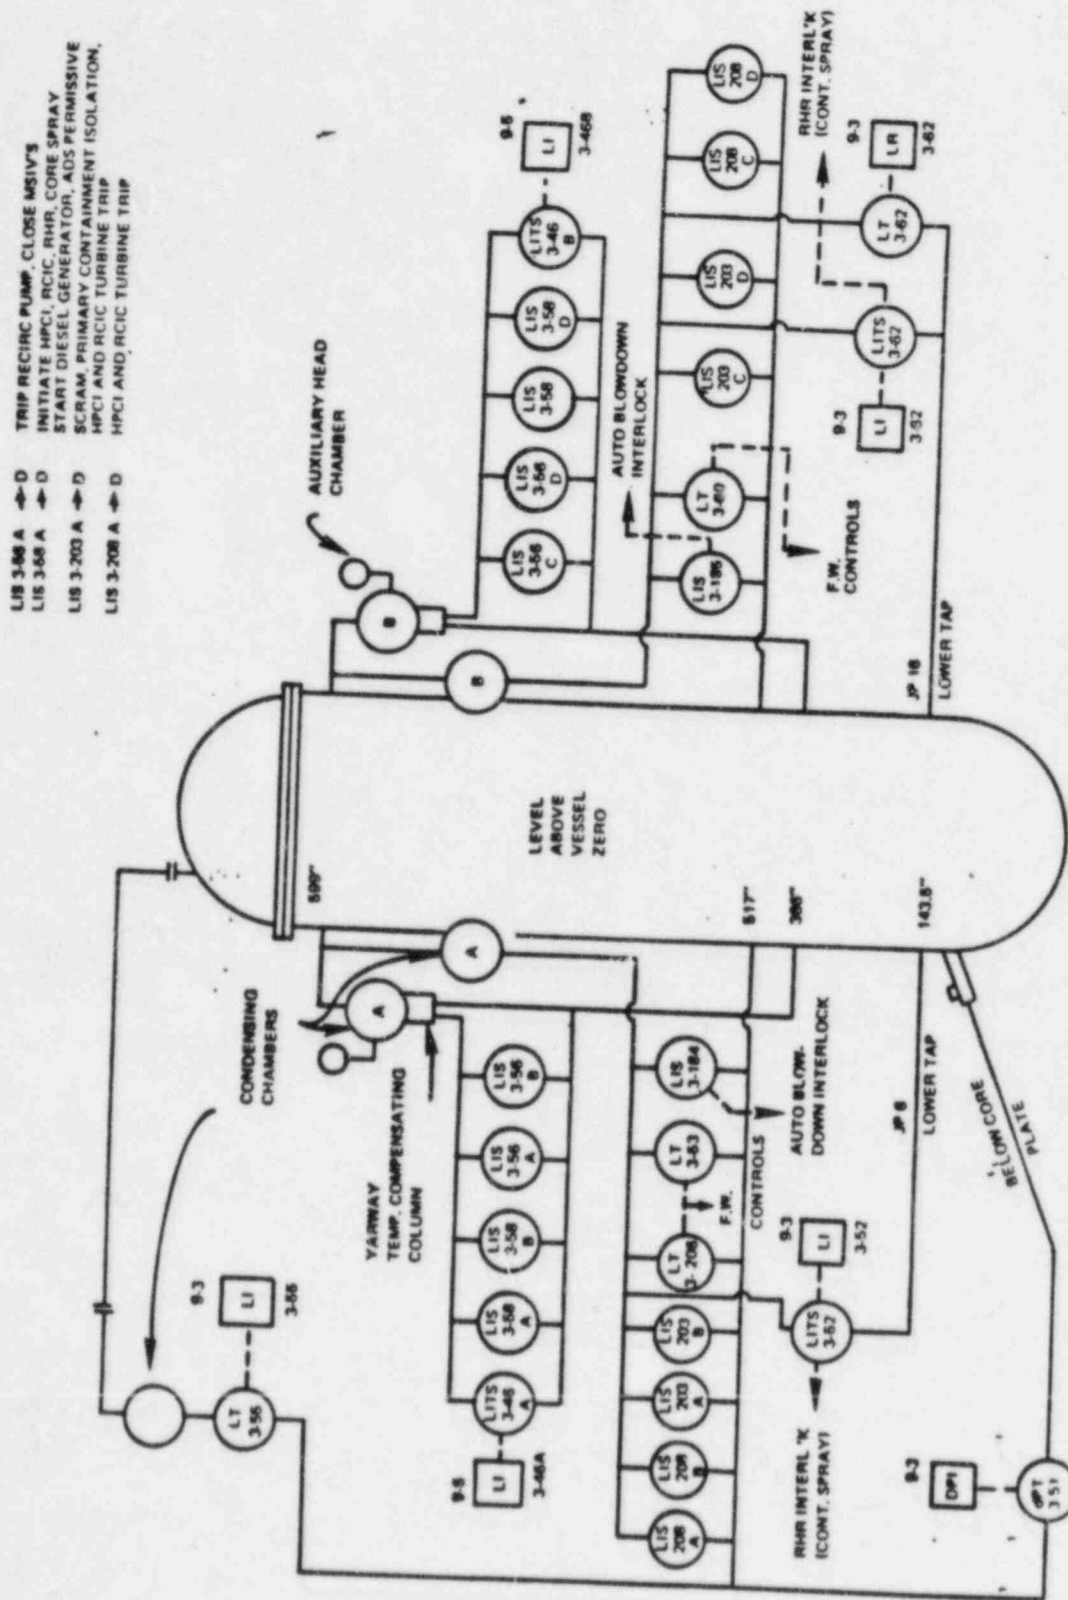 LIS 3-56 A → D TRIP RECIRC PUMP, CLOSE MSIV'S
LIS 3-58 A → D INITIATE HPCI, RCIC, RHR, CORE SPRAY
START DIESEL GENERATOR, ADS PERMISSIVE
LIS 3-203 A → D SCRAM, PRIMARY CONTAINMENT ISOLATION,
HPCI AND RCIC TURBINE TRIP
LIS 3-208 A → D HPCI AND RCIC TURBINE TRIP
AUXILIARY HEAD
CHAMBER
B
B
LIS
3-56
C
LIS
3-56
D
LIS
3-58
LIS
3-58
D
LITS
3-46
B
9-5
LI
3-46B
AUTO BLOWDOWN
INTERLOCK
LIS
3-185
LT
3-60
LIS
203
C
LIS
203
D
LIS
208
C
LIS
208
D
F.W.
CONTROLS
RHR INTERL'K
(CONT. SPRAY)
9-3
LI
3-62
LITS
3-62
LT
3-62
9-3
LR
3-62
JP 16
LOWER TAP
LEVEL
ABOVE
VESSEL
ZERO
599"
517"
143.5"
CONDENSING
CHAMBERS
A
A
YARWAY
TEMP. COMPENSATING
COLUMN
LT
3-55
9-3
LI
3-55
LITS
3-46
A
9-5
LI
3-46A
LIS
3-58
A
LIS
3-58
B
LIS
3-56
A
LIS
3-56
B
LIS
208
A
LIS
208
B
LIS
203
A
LIS
203
B
LT
3-206
LT
3-53
LIS
3-184
F.W.
CONTROLS
AUTO BLOW.
DOWN INTERLOCK
RHR INTERL'K
(CONT. SPRAY)
LITS
3-52
9-3
LI
3-52
JP 6
LOWER TAP
BELOW CORE
PLATE
9-3
DPI
dPT
3-51